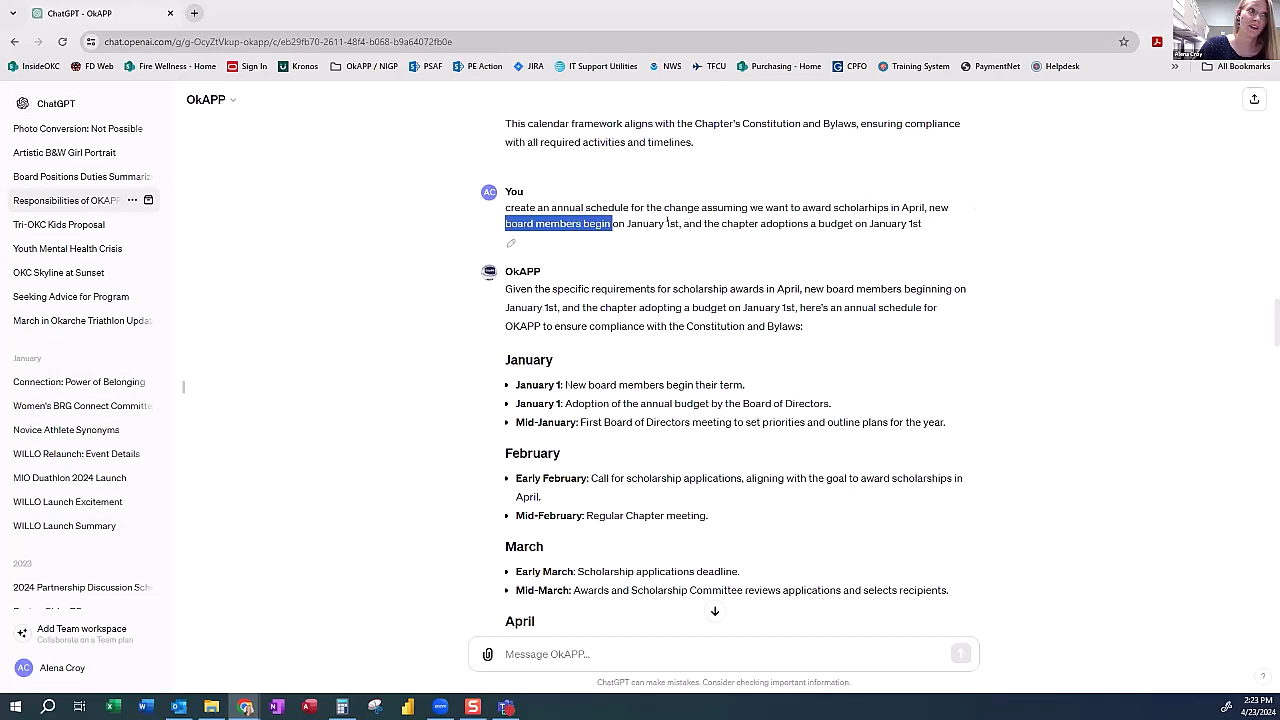 ChatGPT - OkAPP
chat.openai.com/g/g-OcyZtVkup-okapp/c/eb29fb70-2611-48f4-b068-b9a64072fb0e
Alena Croy
InsideOKC FD Web Fire Wellness - Home Sign In Kronos OkAPP / NIGP PSAF PE Action JIRA IT Support Utilities NWS TFCU Purchasing - Home CPFO Training System PaymentNet Helpdesk » All Bookmarks
ChatGPT
OkAPP
Photo Conversion: Not Possible
Artistic B&W Girl Portrait
Board Positions Duties Summariz
Responsibilities of OKAPP
Tri-OKC Kids Proposal
Youth Mental Health Crisis
OKC Skyline at Sunset
Seeking Advice for Program
March in Okarche Triathlon Updat
January
Connection: Power of Belonging
Women's BRG Connect Committe
Novice Athlete Synonyms
WILLO Relaunch: Event Details
MIO Duathlon 2024 Launch
WILLO Launch Excitement
WILLO Launch Summary
2023
2024 Partnership Discussion Sche
Add Team workspace
Collaborate on a Team plan
AC Alena Croy
This calendar framework aligns with the Chapter's Constitution and Bylaws, ensuring compliance
with all required activities and timelines.
AC You
create an annual schedule for the change assuming we want to award scholarhips in April, new
board members begin on January 1st, and the chapter adoptions a budget on January 1st
OkAPP
Given the specific requirements for scholarship awards in April, new board members beginning on
January 1st, and the chapter adopting a budget on January 1st, here's an annual schedule for
OKAPP to ensure compliance with the Constitution and Bylaws:
January
• January 1: New board members begin their term.
• January 1: Adoption of the annual budget by the Board of Directors.
• Mid-January: First Board of Directors meeting to set priorities and outline plans for the year.
February
• Early February: Call for scholarship applications, aligning with the goal to award scholarships in
April.
• Mid-February: Regular Chapter meeting.
March
• Early March: Scholarship applications deadline.
• Mid-March: Awards and Scholarship Committee reviews applications and selects recipients.
April
Message OkAPP...
ChatGPT can make mistakes. Consider checking important information.
?
2:23 PM
4/23/2024